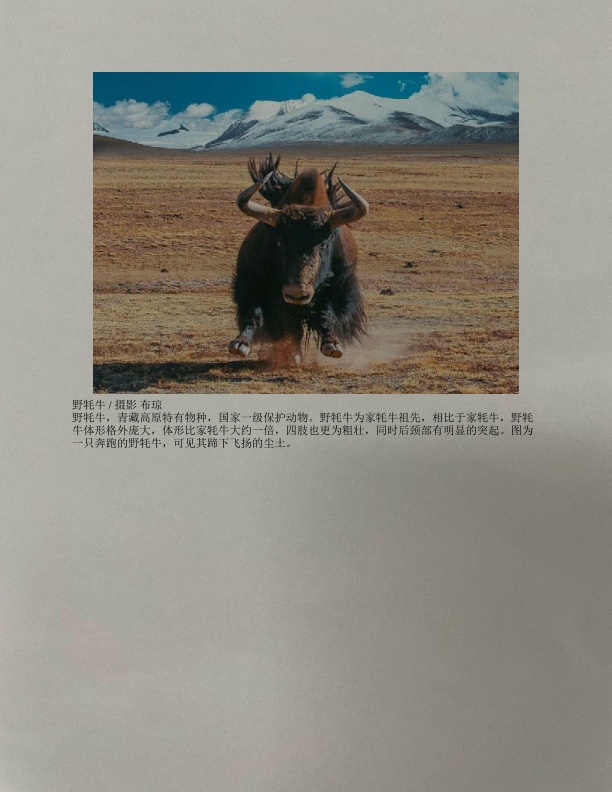 野牦牛 / 摄影 布琼
野牦牛，青藏高原特有物种，国家一级保护动物。野牦牛为家牦牛祖先，相比于家牦牛，野牦
牛体形格外庞大，体形比家牦牛大约一倍，四肢也更为粗壮，同时后颈部有明显的突起。图为
一只奔跑的野牦牛，可见其蹄下飞扬的尘土。